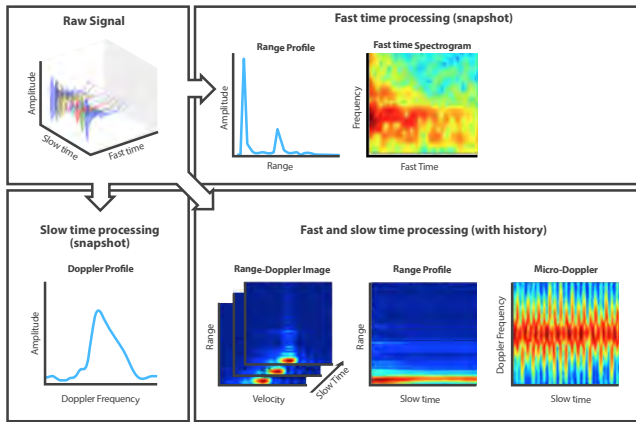 Raw Signal
Amplitude
Slow time
Fast time
Fast time processing (snapshot)
Range Profile
Amplitude
Range
Fast time Spectrogram
Frequency
Fast Time
Slow time processing
(snapshot)
Doppler Profile
Amplitude
Doppler Frequency
Fast and slow time processing (with history)
Range-Doppler Image
Range
Velocity
Slow Time
Range Profile
Range
Slow time
Micro-Doppler
Doppler Frequency
Slow time